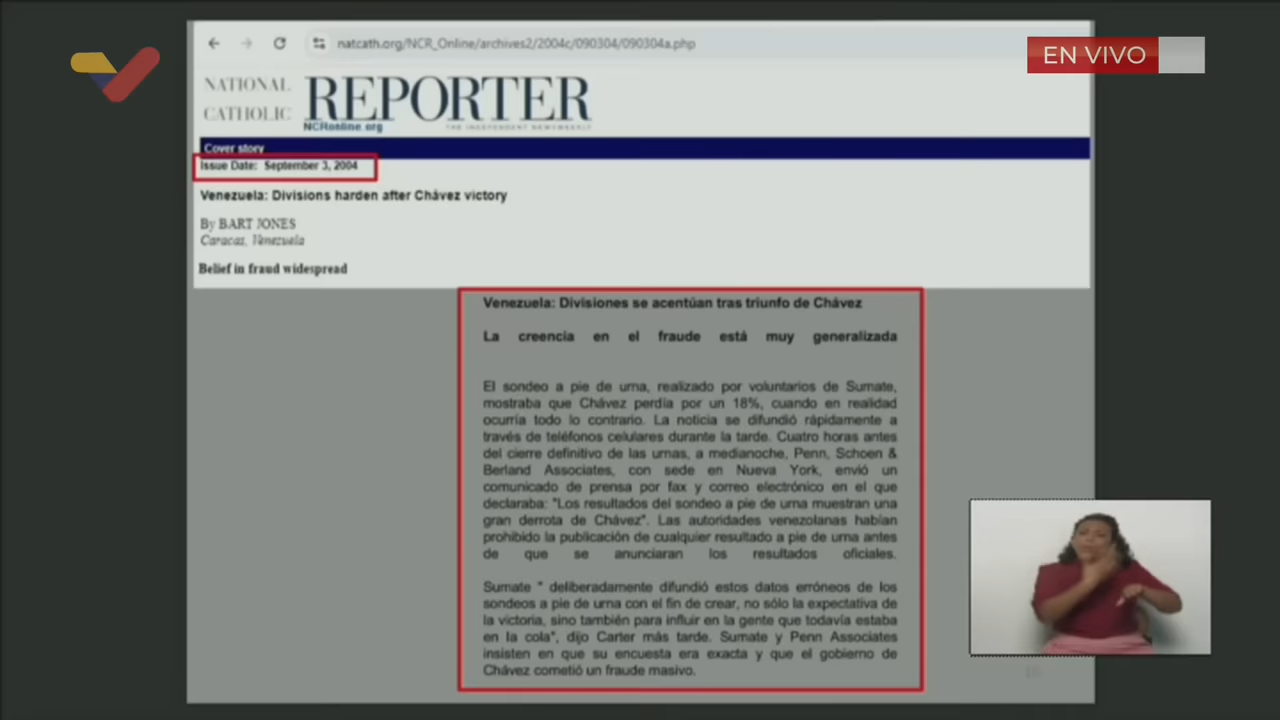 EN VIVO
natcath.org/NCR_Online/archives2/2004c/090304/090304a.php
NATIONAL
CATHOLIC
REPORTER
NCRonline.org
THE INDEPENDENT NEWSWEEKLY
Cover story
Issue Date: September 3, 2004
Venezuela: Divisions harden after Chávez victory
By BART JONES
Caracas, Venezuela
Belief in fraud widespread
Venezuela: Divisiones se acentúan tras triunfo de Chávez
La creencia en el fraude está muy generalizada
El sondeo a pie de urna, realizado por voluntarios de Sumate,
mostraba que Chávez perdía por un 18%, cuando en realidad
ocurría todo lo contrario. La noticia se difundió rápidamente a
través de teléfonos celulares durante la tarde. Cuatro horas antes
del cierre definitivo de las urnas, a medianoche, Penn, Schoen &
Berland Associates, con sede en Nueva York, envió un
comunicado de prensa por fax y correo electrónico en el que
declaraba: "Los resultados del sondeo a pie de urna muestran una
gran derrota de Chávez". Las autoridades venezolanas habían
prohibido la publicación de cualquier resultado a pie de urna antes
de que se anunciaran los resultados oficiales.
Sumate " deliberadamente difundió estos datos erróneos de los
sondeos a pie de urna con el fin de crear, no sólo la expectativa de
la victoria, sino también para influir en la gente que todavía estaba
en la cola", dijo Carter más tarde. Sumate y Penn Associates
insisten en que su encuesta era exacta y que el gobierno de
Chávez cometió un fraude masivo.